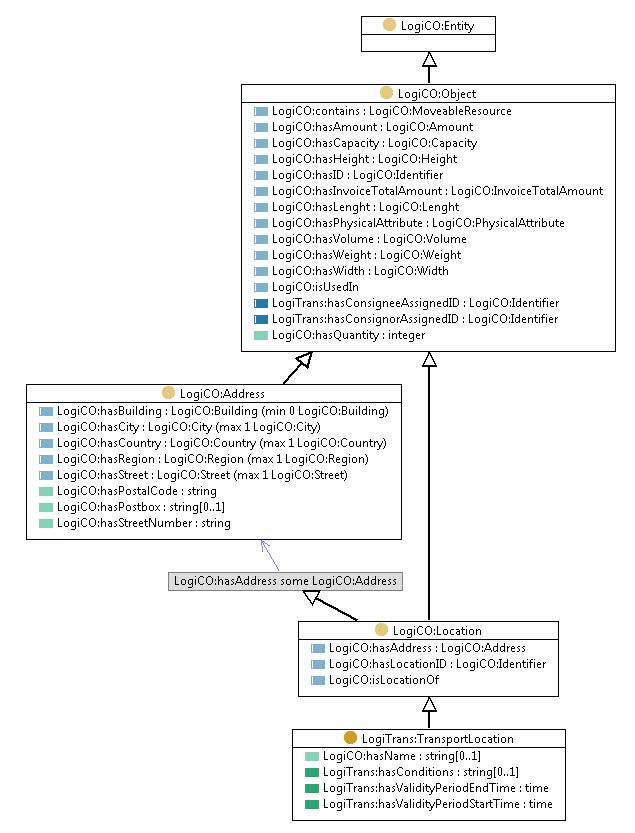 LogiCO:Entity
LogiCO:Object
LogiCO:contains : LogiCO:MoveableResource
LogiCO:hasAmount : LogiCO:Amount
LogiCO:hasCapacity : LogiCO:Capacity
LogiCO:hasHeight : LogiCO:Height
LogiCO:hasID : LogiCO:Identifier
LogiCO:hasInvoiceTotalAmount : LogiCO:InvoiceTotalAmount
LogiCO:hasLenght : LogiCO:Lenght
LogiCO:hasPhysicalAttribute : LogiCO:PhysicalAttribute
LogiCO:hasVolume : LogiCO:Volume
LogiCO:hasWeight : LogiCO:Weight
LogiCO:hasWidth : LogiCO:Width
LogiCO:isUsedIn
LogiTrans:hasConsigneeAssignedID : LogiCO:Identifier
LogiTrans:hasConsignorAssignedID : LogiCO:Identifier
LogiCO:hasQuantity : integer
LogiCO:Address
LogiCO:hasBuilding : LogiCO:Building (min 0 LogiCO:Building)
LogiCO:hasCity : LogiCO:City (max 1 LogiCO:City)
LogiCO:hasCountry : LogiCO:Country (max 1 LogiCO:Country)
LogiCO:hasRegion : LogiCO:Region (max 1 LogiCO:Region)
LogiCO:hasStreet : LogiCO:Street (max 1 LogiCO:Street)
LogiCO:hasPostalCode : string
LogiCO:hasPostbox : string[0..1]
LogiCO:hasStreetNumber : string
LogiCO:hasAddress some LogiCO:Address
LogiCO:Location
LogiCO:hasAddress : LogiCO:Address
LogiCO:hasLocationID : LogiCO:Identifier
LogiCO:isLocationOf
LogiTrans:TransportLocation
LogiCO:hasName : string[0..1]
LogiTrans:hasConditions : string[0..1]
LogiTrans:hasValidityPeriodEndTime : time
LogiTrans:hasValidityPeriodStartTime : time